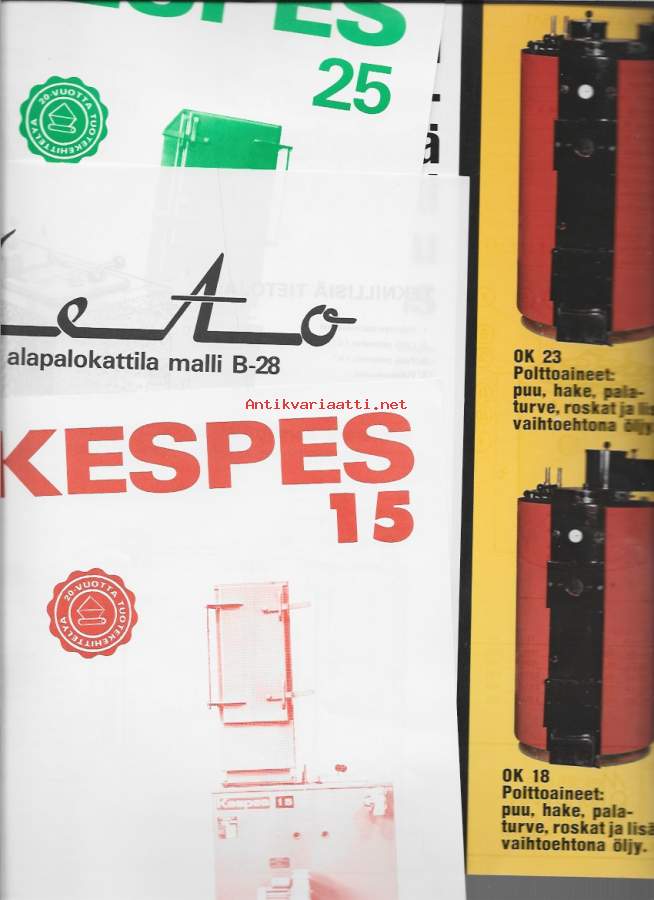 ESPES
25
20-VUOTTA TUOTEKEHITTELYÄ
KNILLISIÄ TIETOJA
Keto
alapalokattila malli B-28
Antikvariaatti.net
KESPES
15
20-VUOTTA TUOTEKEHITTELYÄ
Kespes 15
OK 23
Polttoaineet:
puu, hake, pala-
turve, roskat ja lis
vaihtoehtona öljy.
OK 18
Polttoaineet:
puu, hake, pala-
turve, roskat ja lisä
vaihtoehtona öljy.